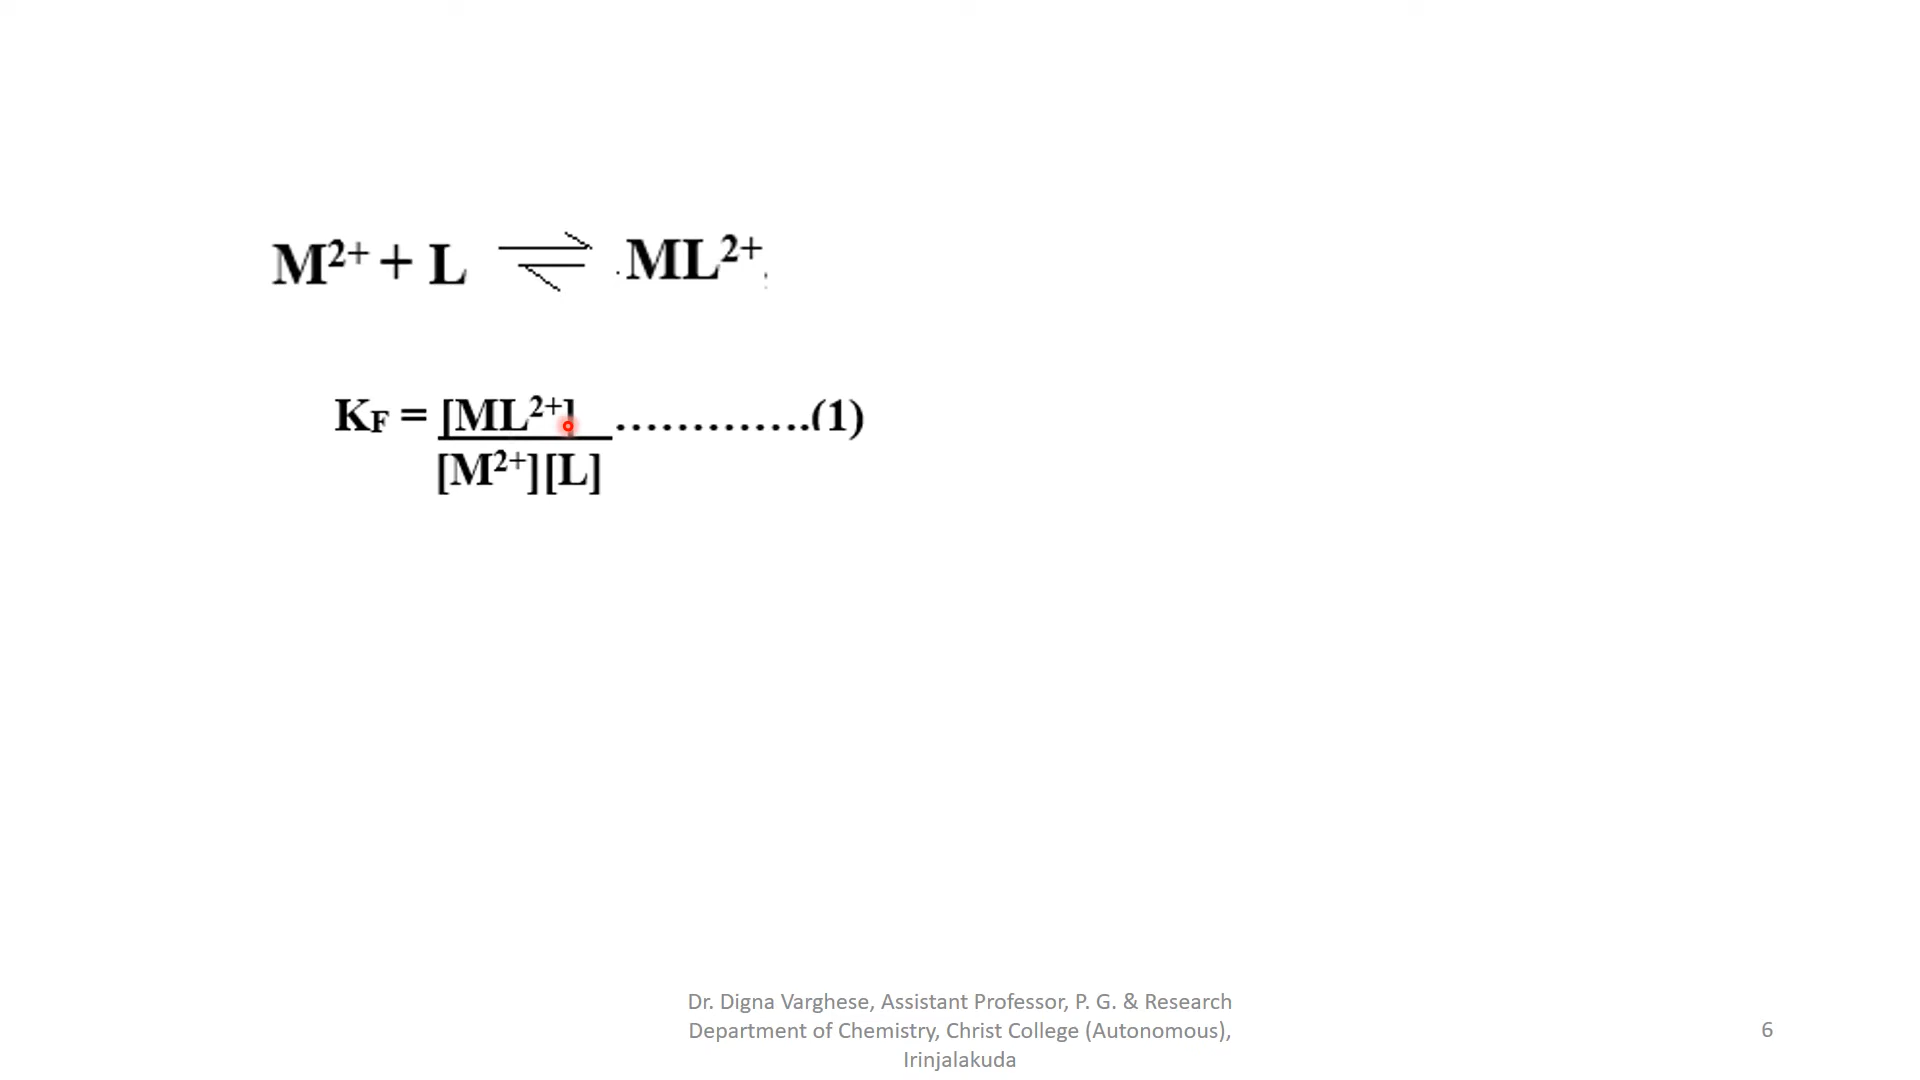 M²⁺ + L ⇌ ML²⁺
K_F = [ML²⁺] .............(1)
[M²⁺][L]
Dr. Digna Varghese, Assistant Professor, P. G. & Research
Department of Chemistry, Christ College (Autonomous),
Irinjalakuda
6